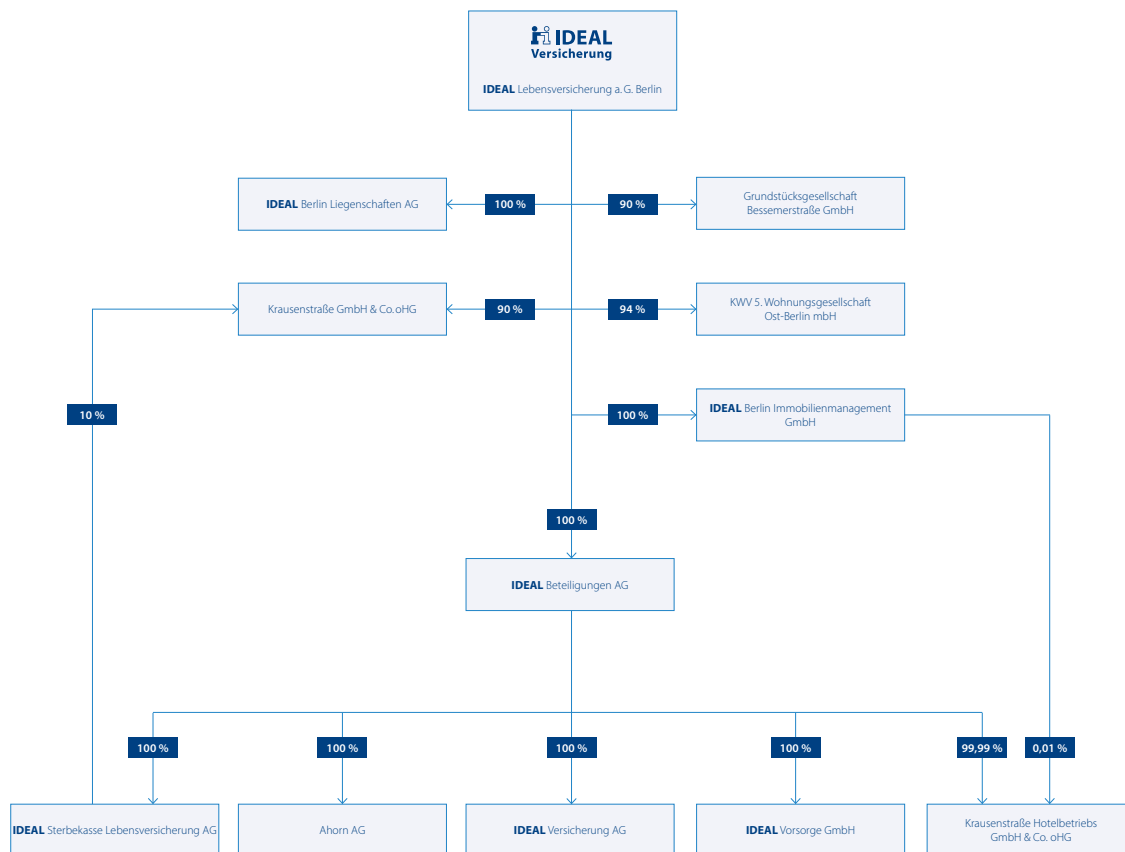 IDEAL
Versicherung
IDEAL Lebensversicherung a. G. Berlin
IDEAL Berlin Liegenschaften AG
100 %
90 %
Grundstücksgesellschaft
Bessemerstraße GmbH
Krausenstraße GmbH & Co. oHG
90 %
94 %
KWV 5. Wohnungsgesellschaft
Ost-Berlin mbH
10 %
100 %
IDEAL Berlin Immobilienmanagement
GmbH
100 %
IDEAL Beteiligungen AG
100 %
100 %
100 %
100 %
99,99 %
0,01 %
IDEAL Sterbekasse Lebensversicherung AG
Ahorn AG
IDEAL Versicherung AG
IDEAL Vorsorge GmbH
Krausenstraße Hotelbetriebs
GmbH & Co. oHG